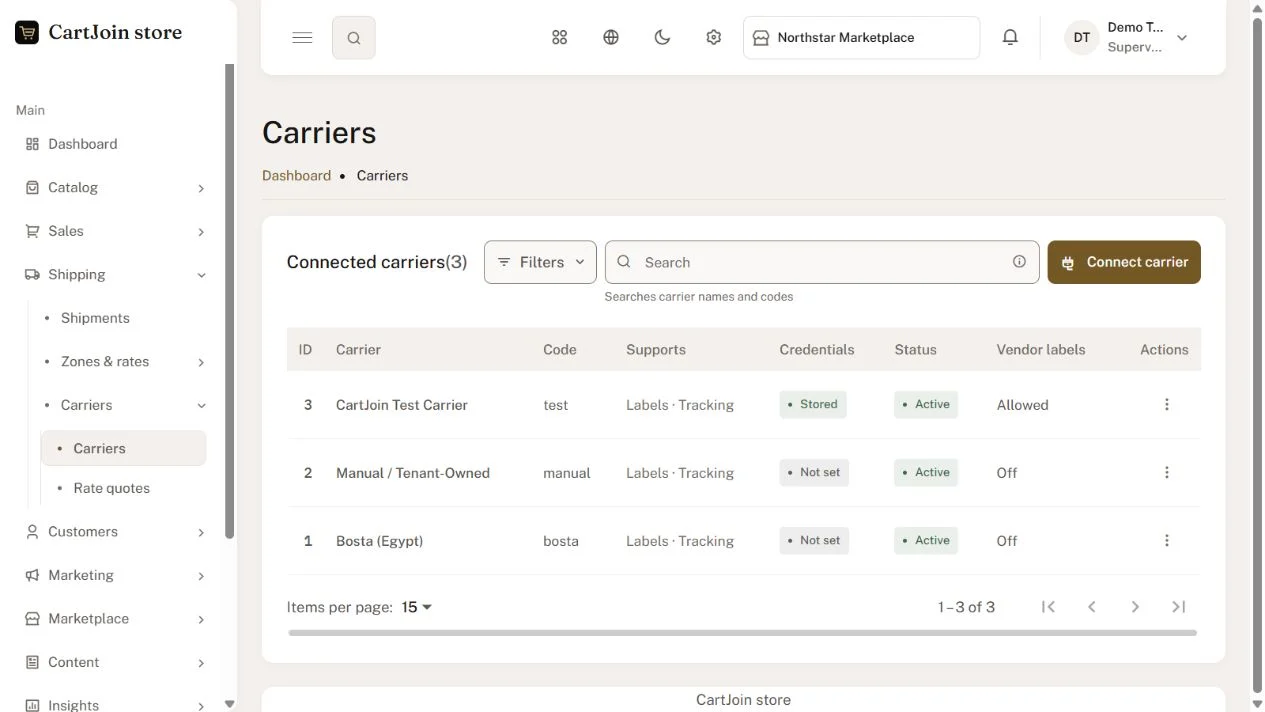 CartJoin store
Main
Dashboard
Catalog
Sales
Shipping
Shipments
Zones & rates
Carriers
Carriers
Rate quotes
Customers
Marketing
Marketplace
Content
Insights
Northstar Marketplace
DT
Demo T...
Superv...
Carriers
Dashboard • Carriers
Connected carriers(3)
Filters
Search
Connect carrier
Searches carrier names and codes
ID Carrier Code Supports Credentials Status Vendor labels Actions
3 CartJoin Test Carrier test Labels · Tracking • Stored • Active Allowed
2 Manual / Tenant-Owned manual Labels · Tracking • Not set • Active Off
1 Bosta (Egypt) bosta Labels · Tracking • Not set • Active Off
Items per page: 15 1–3 of 3
CartJoin store